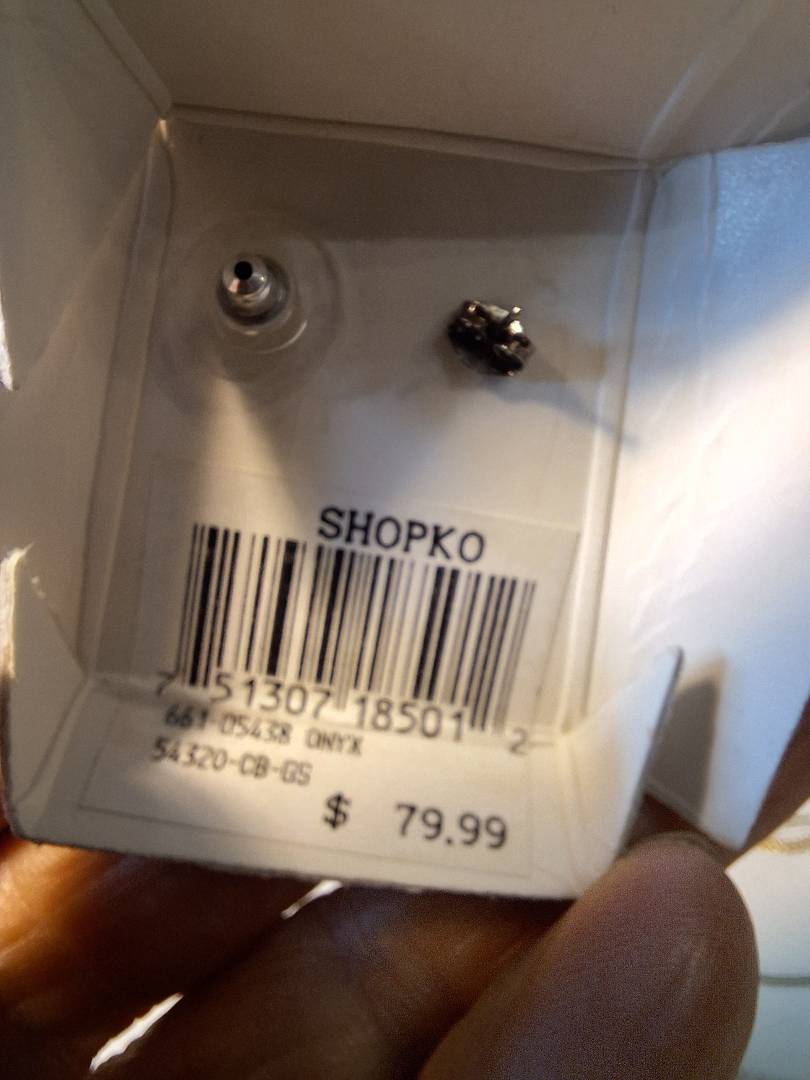 SHOPKO
7 51307 18501 2
661-05438 ONYX
54320-CB-GS
$ 79.99